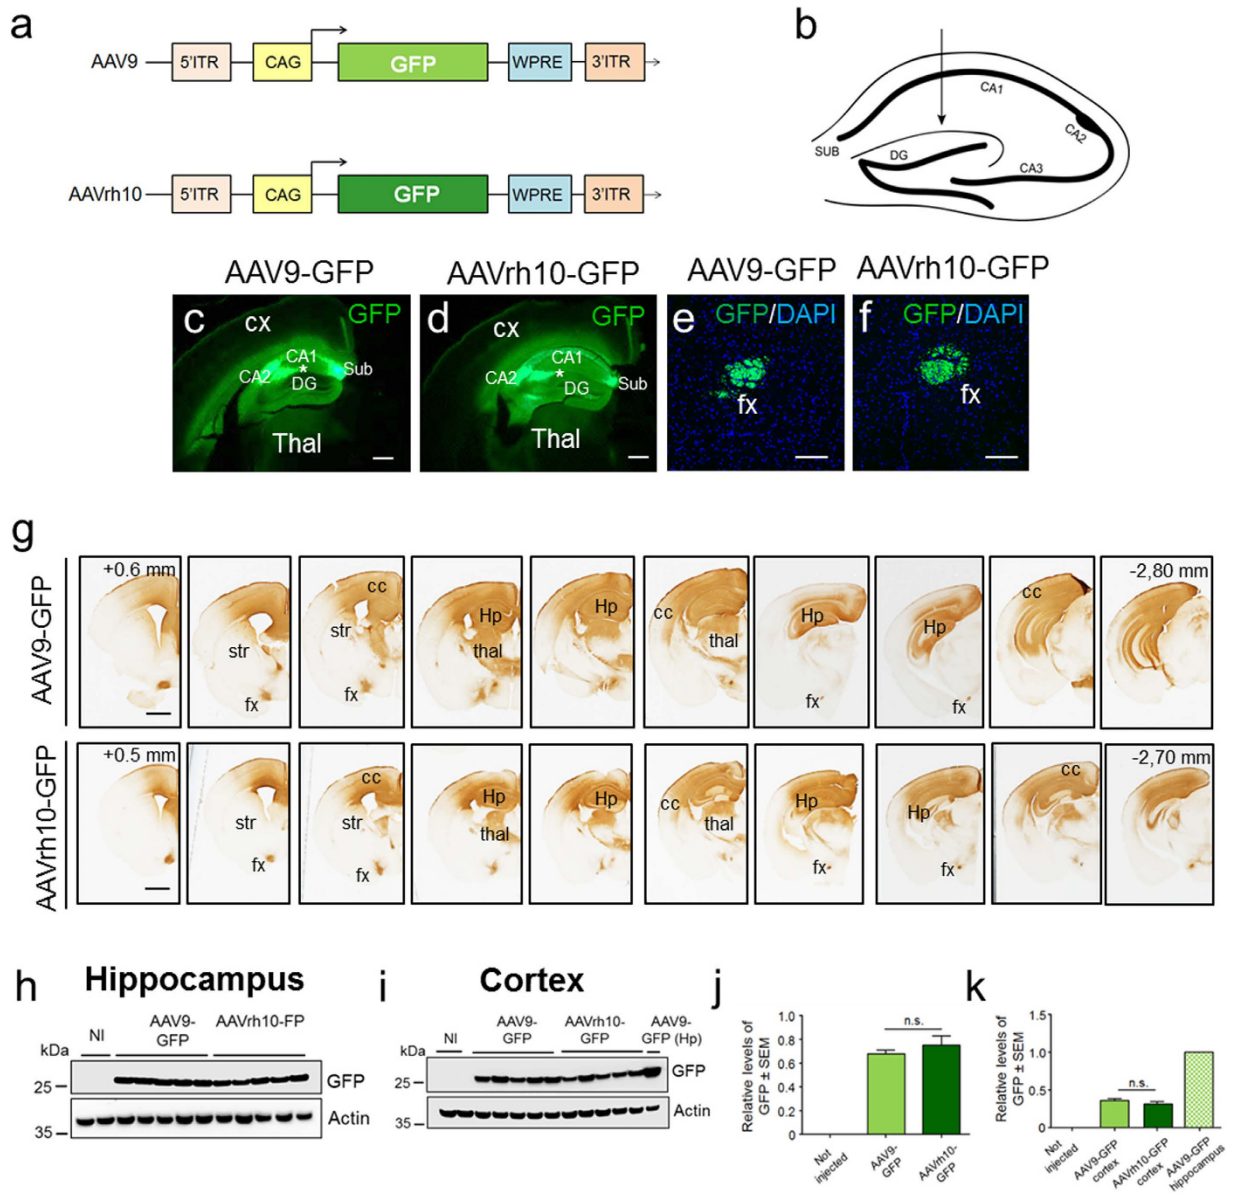 a
AAV9
5'ITR
CAG
GFP
WPRE
3'ITR
AAVrh10
5'ITR
CAG
GFP
WPRE
3'ITR
b
CA1
CA2
SUB
DG
CA3
AAV9-GFP
AAVrh10-GFP
AAV9-GFP
AAVrh10-GFP
c
GFP
cx
CA1
*
CA2
DG
Sub
Thal
d
GFP
cx
CA1
*
CA2
DG
Sub
Thal
e
GFP/DAPI
fx
f
GFP/DAPI
fx
g
AAV9-GFP
+0.6 mm
str
fx
cc
str
fx
Hp
thal
Hp
cc
thal
Hp
fx
Hp
fx
cc
-2,80 mm
AAVrh10-GFP
+0.5 mm
str
fx
cc
str
fx
Hp
thal
Hp
cc
thal
Hp
fx
Hp
fx
cc
-2,70 mm
h
Hippocampus
NI
AAV9-
GFP
AAVrh10-FP
kDa
25
GFP
35
Actin
i
Cortex
NI
AAV9-
GFP
AAVrh10-
GFP
AAV9-
GFP (Hp)
kDa
25
GFP
35
Actin
j
Relative levels of
GFP ± SEM
1.0
0.8
0.6
0.4
0.2
0
n.s.
Not
injected
AAV9-
GFP
AAVrh10-
GFP
k
Relative levels of
GFP ± SEM
1.5
1.0
0.5
0
n.s.
Not
injected
AAV9-GFP
cortex
AAVrh10-GFP
cortex
AAV9-GFP
hippocampus